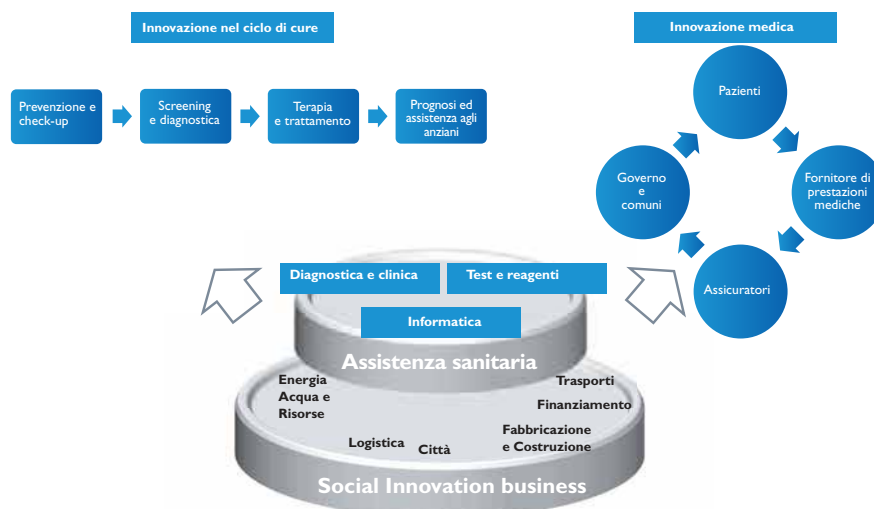 Innovazione nel ciclo di cure
Innovazione medica
Prevenzione e
check-up
Screening
e diagnostica
Terapia
e trattamento
Prognosi ed
assistenza agli
anziani
Pazienti
Governo
e
comuni
Fornitore di
prestazioni
mediche
Assicuratori
Diagnostica e clinica
Test e reagenti
Informatica
Assistenza sanitaria
Energia
Acqua e
Risorse
Trasporti
Finanziamento
Logistica
Città
Fabbricazione
e Costruzione
Social Innovation business